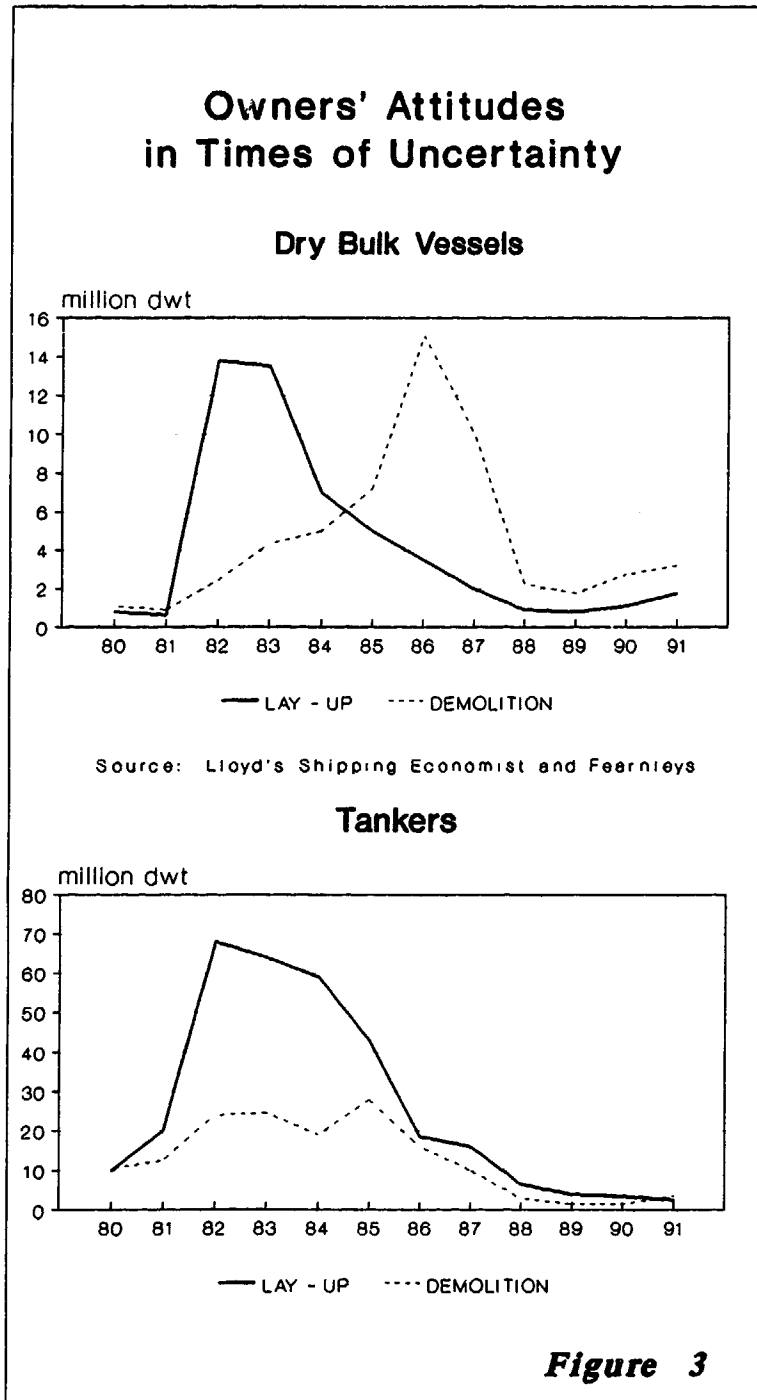 Owners' Attitudes
in Times of Uncertainty
Dry Bulk Vessels
million dwt
16
14
12
10
8
6
4
2
0
80 81 82 83 84 85 86 87 88 89 90 91
LAY - UP DEMOLITION
Source: Lloyd's Shipping Economist and Fearnleys
Tankers
million dwt
80
70
60
50
40
30
20
10
0
80 81 82 83 84 85 86 87 88 89 90 91
LAY - UP DEMOLITION
Figure 3